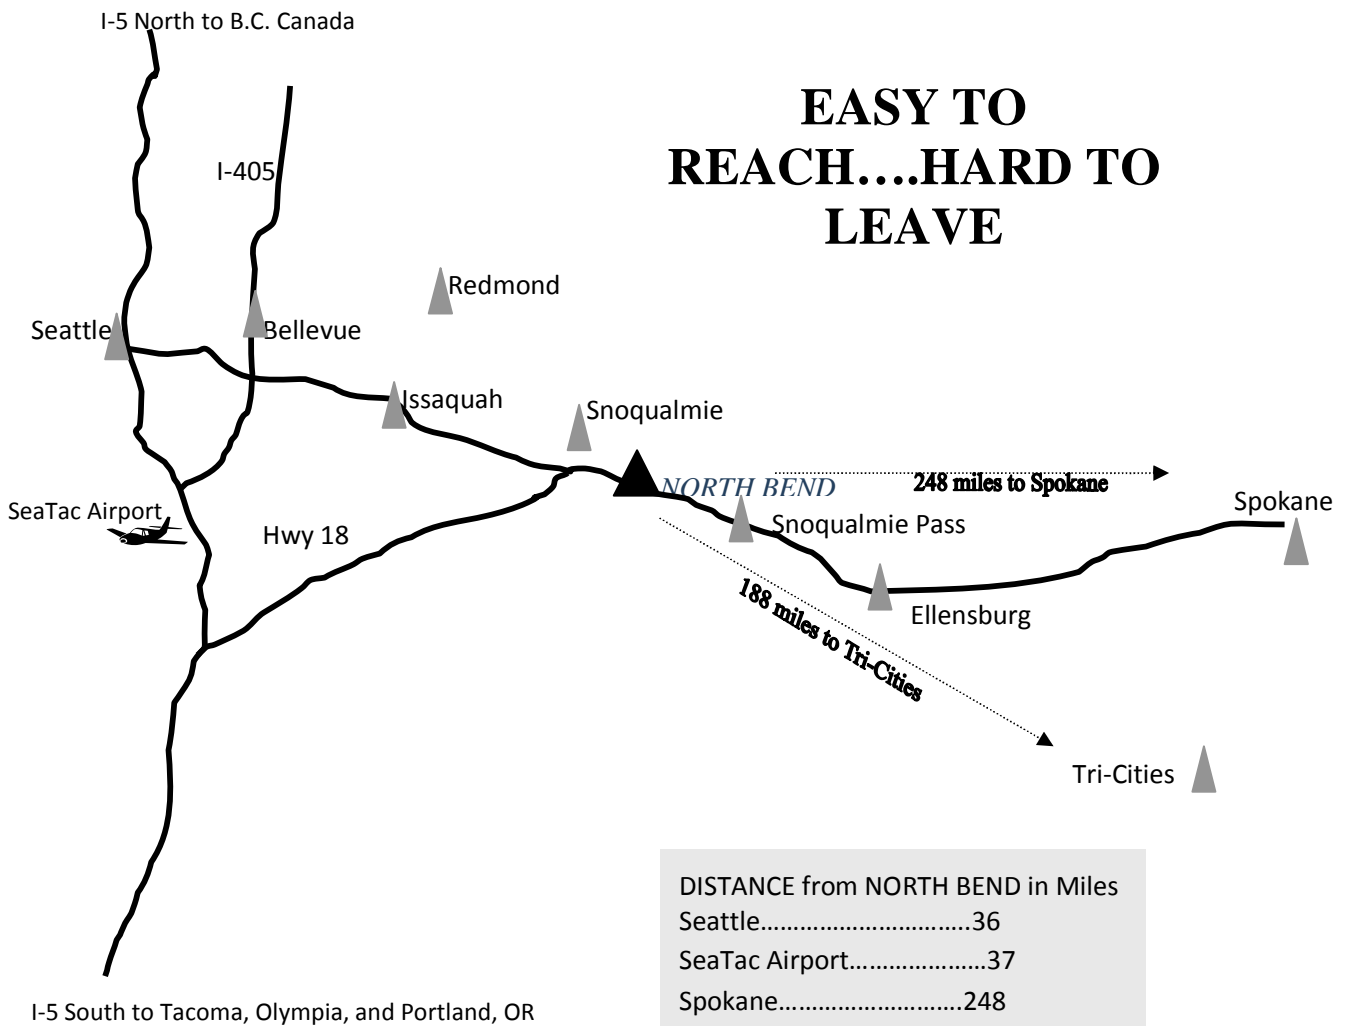 I-5 North to B.C. Canada
EASY TO
REACH….HARD TO
LEAVE
I-405
Redmond
Seattle
Bellevue
Issaquah
Snoqualmie
NORTH BEND
248 miles to Spokane
Spokane
SeaTac Airport
Hwy 18
Snoqualmie Pass
188 miles to Tri-Cities
Ellensburg
Tri-Cities
DISTANCE from NORTH BEND in Miles
Seattle…………………………..36
SeaTac Airport…………………37
Spokane……………………….248
I-5 South to Tacoma, Olympia, and Portland, OR